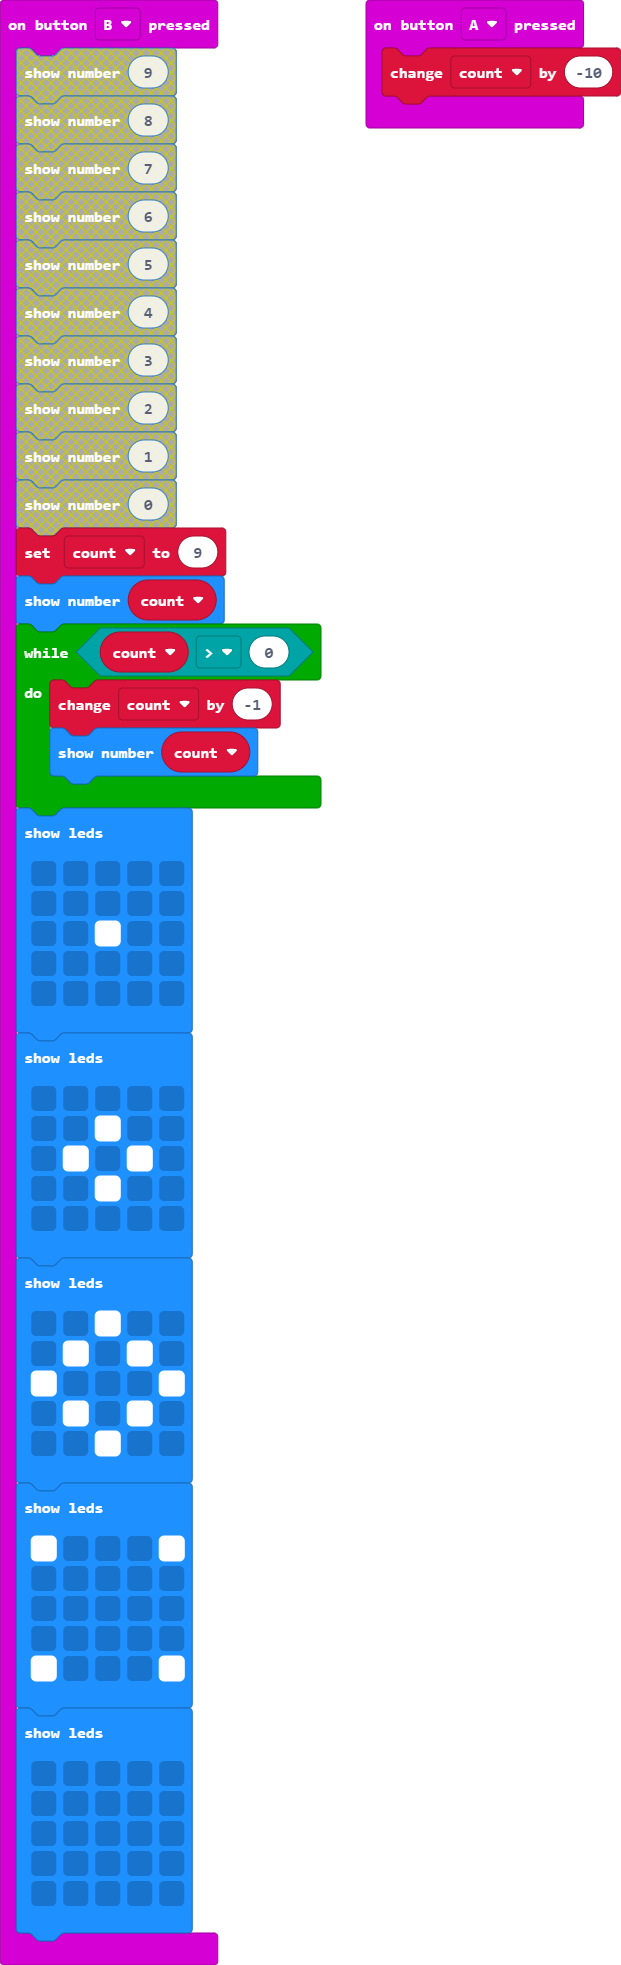 on button B pressed
show number 9
show number 8
show number 7
show number 6
show number 5
show number 4
show number 3
show number 2
show number 1
show number 0
set count to 9
show number count
while count > 0
do
change count by -1
show number count
show leds
show leds
show leds
show leds
show leds
on button A pressed
change count by -10